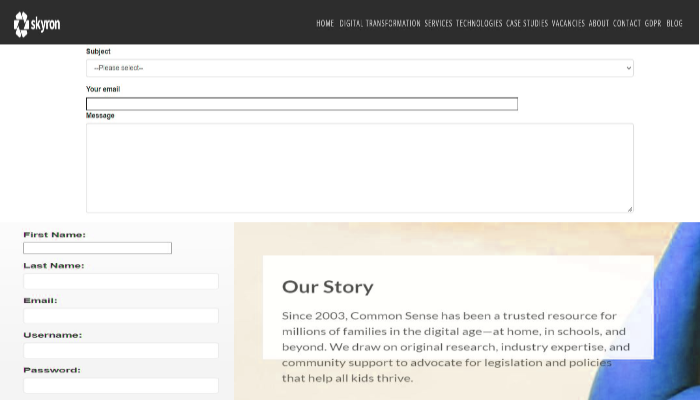 skyron
HOME DIGITAL TRANSFORMATION SERVICES TECHNOLOGIES CASE STUDIES VACANCIES ABOUT CONTACT GDPR BLOG
Subject
--Please select--
Your email
Message
First Name:
Last Name:
Email:
Username:
Password:
Our Story
Since 2003, Common Sense has been a trusted resource for
millions of families in the digital age—at home, in schools, and
beyond. We draw on original research, industry expertise, and
community support to advocate for legislation and policies
that help all kids thrive.